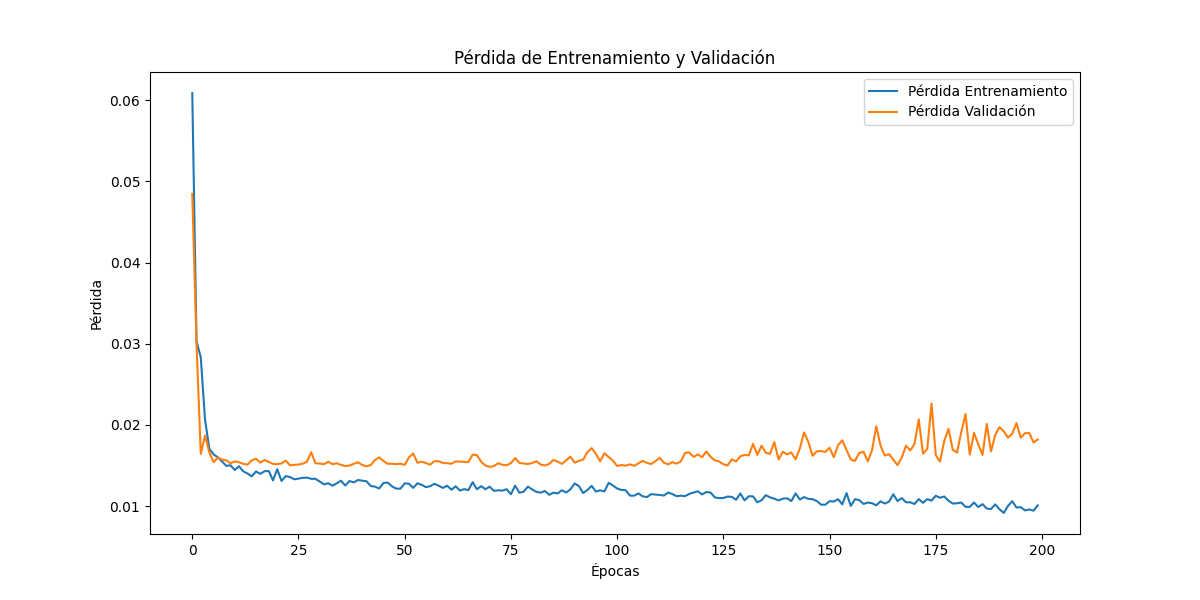 Pérdida de Entrenamiento y Validación
Pérdida Entrenamiento
Pérdida Validación
0.06
0.05
0.04
0.03
0.02
0.01
Pérdida
0 25 50 75 100 125 150 175 200
Épocas